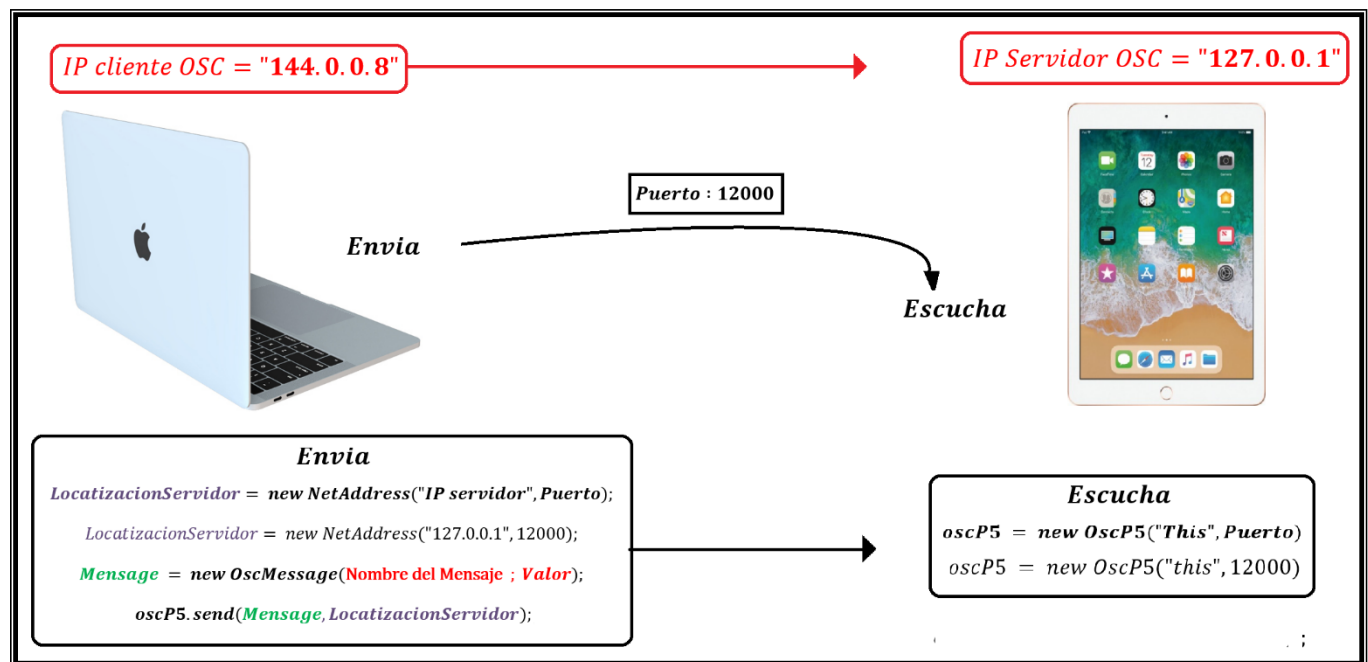 IP cliente OSC = "144.0.0.8"
IP Servidor OSC = "127.0.0.1"
Puerto : 12000
Envia
Escucha
Envia
LocatizacionServidor = new NetAddress("IP servidor", Puerto);
LocatizacionServidor = new NetAddress("127.0.0.1", 12000);
Mensage = new OscMessage(Nombre del Mensaje ; Valor);
oscP5.send(Mensage, LocatizacionServidor);
Escucha
oscP5 = new OscP5("This", Puerto)
oscP5 = new OscP5("this", 12000)
;